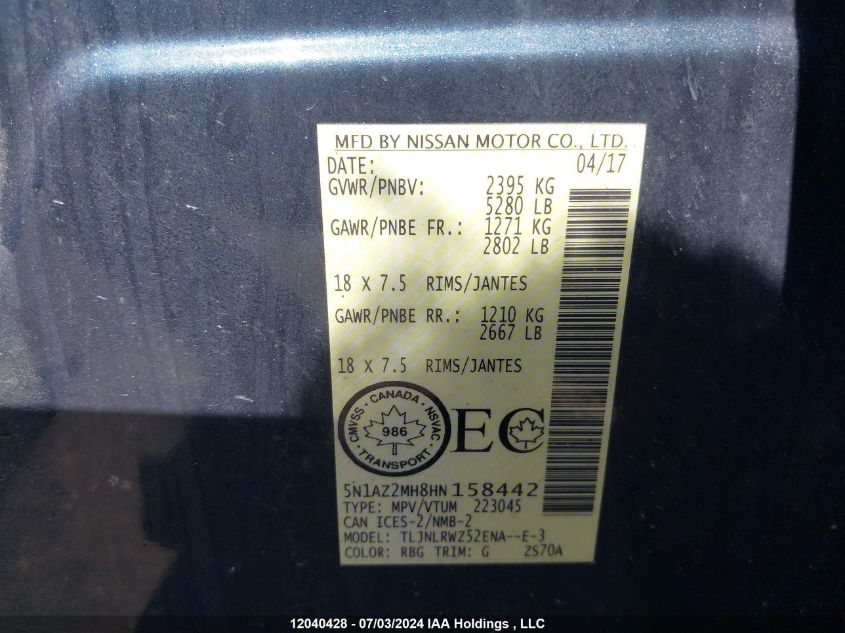 MFD BY NISSAN MOTOR CO., LTD.
DATE: 04/17
GVWR/PNBV: 2395 KG
5280 LB
GAWR/PNBE FR.: 1271 KG
2802 LB
18 X 7.5 RIMS/JANTES
GAWR/PNBE RR.: 1210 KG
2667 LB
18 X 7.5 RIMS/JANTES
CMVSS · CANADA · NSVAC · TRANSPORT ·
986
EC
5N1AZ2MH8HN158442
TYPE: MPV/VTUM 223045
CAN ICES-2/NMB-2
MODEL: TLJNLRWZ52ENA--E-3
COLOR: RBG TRIM: G ZS70A
12040428 - 07/03/2024 IAA Holdings , LLC